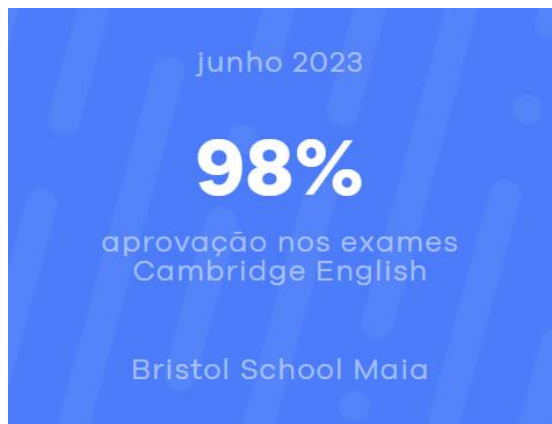 junho 2023
98%
aprovação nos exames
Cambridge English
Bristol School Maia